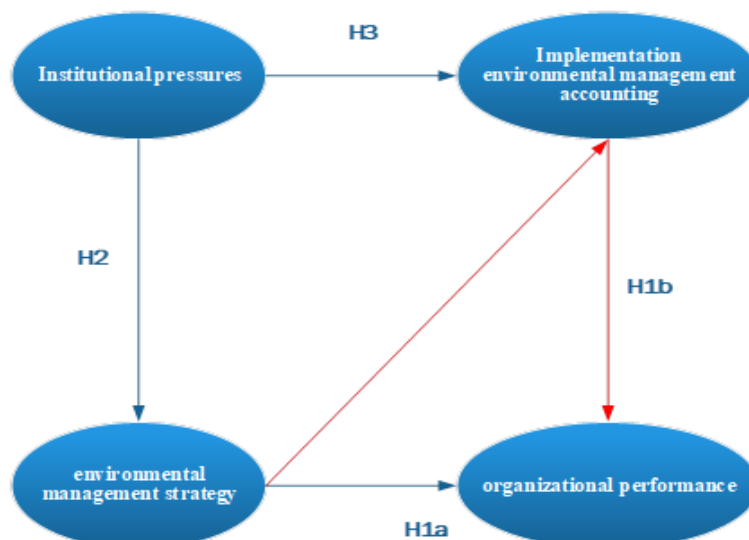 H3
Institutional pressures
Implementation
environmental management
accounting
H2
H1b
environmental
management strategy
organizational performance
H1a